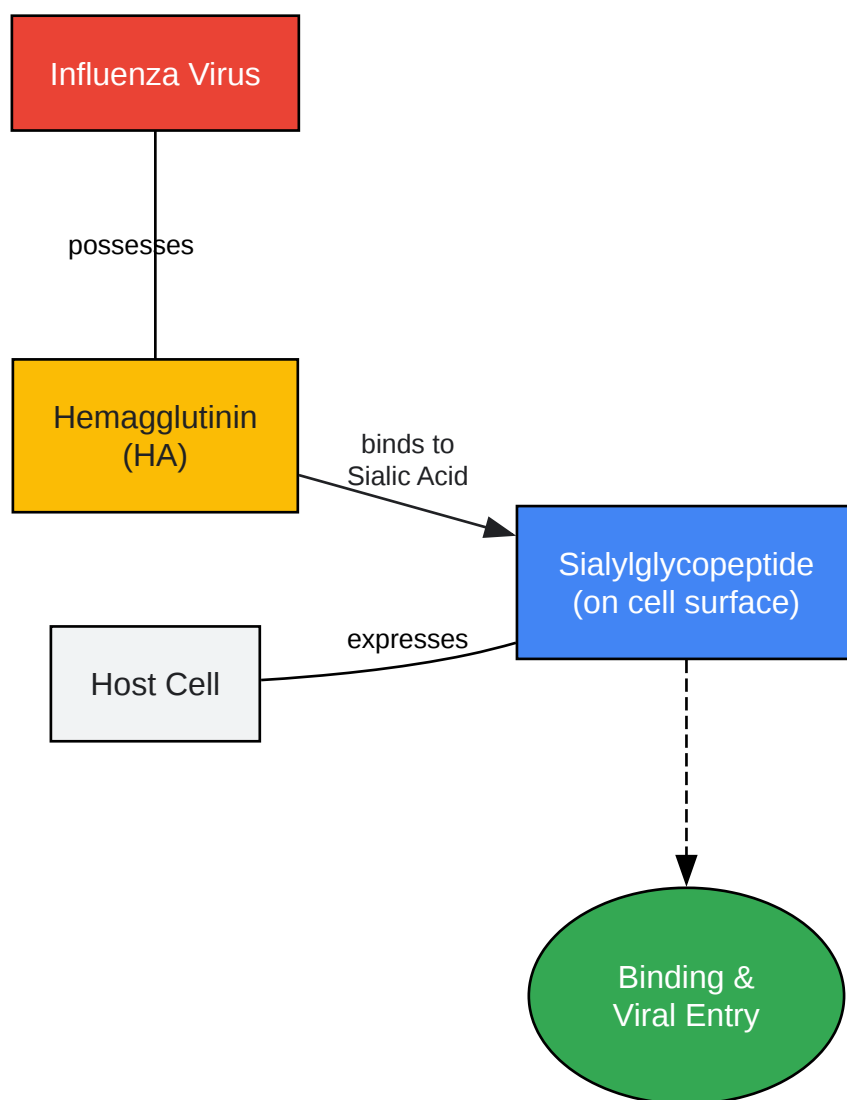 Influenza Virus
possesses
Hemagglutinin
(HA)
binds to
Sialic Acid
Sialylglycopeptide
(on cell surface)
expresses
Host Cell
Binding &
Viral Entry